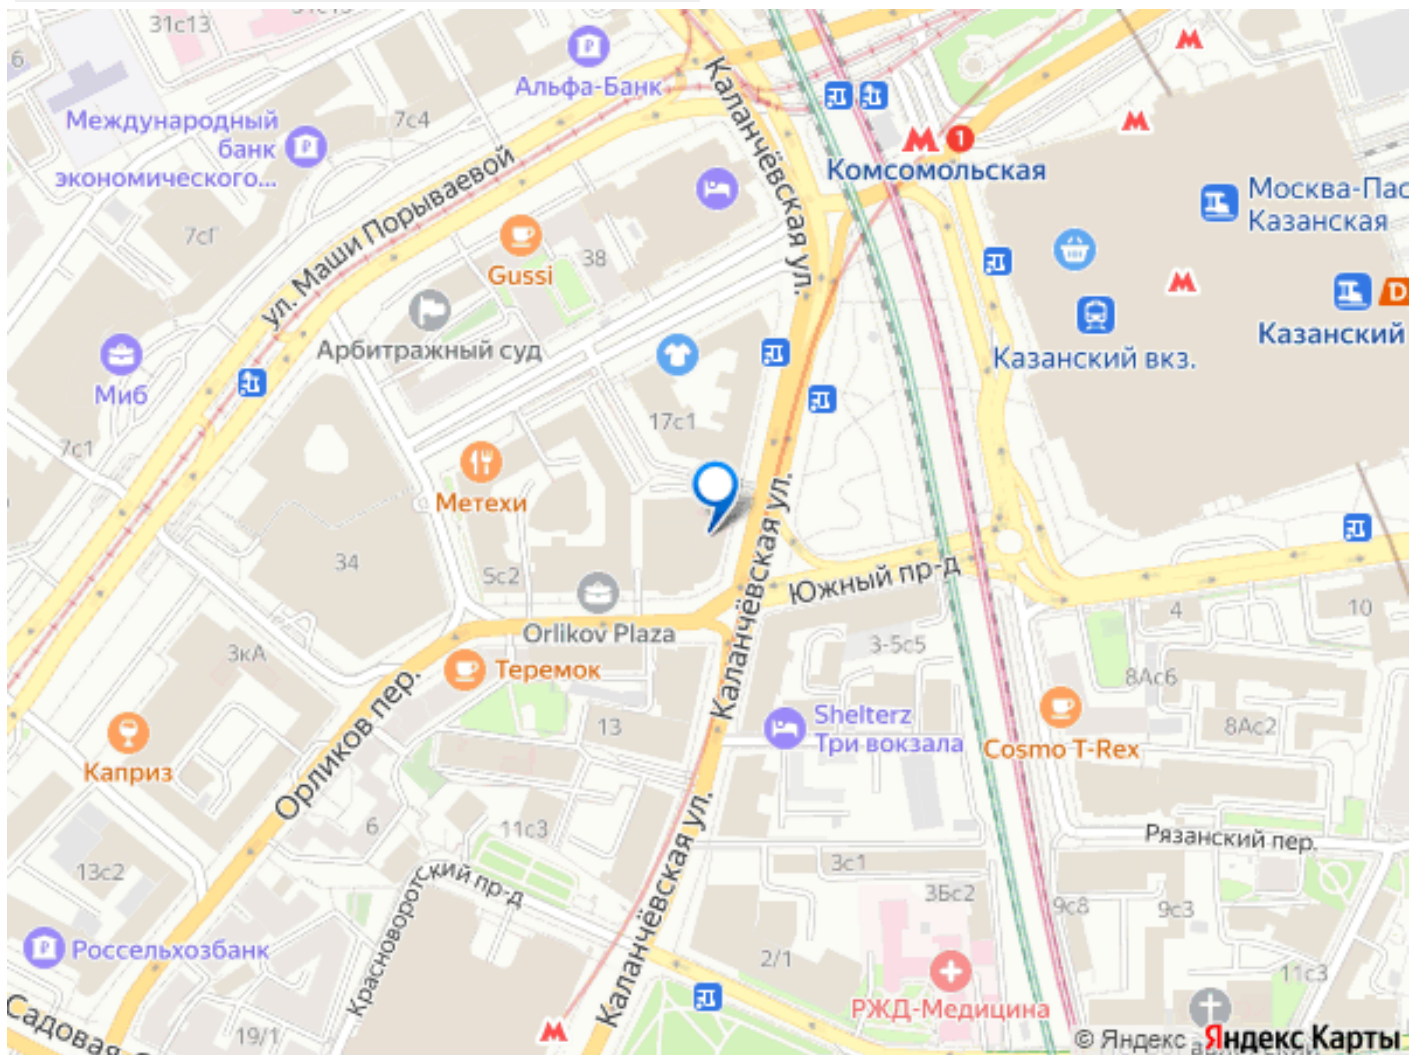 31с13
31с13
6
Альфа-Банк
Международный
банк
экономического...
7с4
Каланчёвская ул.
Комсомольская
1
Москва-Пас
Казанская
7сГ
ул. Маши Порываевой
Gussi
38
Казанский
D
Арбитражный суд
Казанский вкз.
Миб
17с1
7с1
Метехи
34
5с2
Каланчёвская ул.
Южный пр-д
Orlikov Plaza
4
10
3кА
3-5с5
Теремок
8Ас6
13
Shelterz
Три вокзала
8Ас2
Cosmo T-Rex
Каприз
Орликов пер.
Каланчёвская ул.
6
11с3
Рязанский пер.
13с2
Красноворотский пр-д
3с1
3Бс2
9с8
9с3
Россельхозбанк
2/1
11с3
РЖД-Медицина
Садовая
19/1
© Яндекс Яндекс Карты